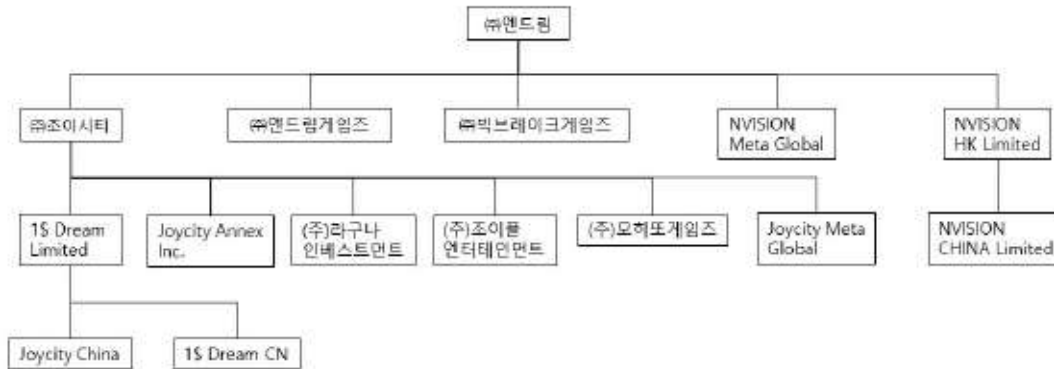 ㈜엔드림
㈜조이시티
㈜엔드림게임즈
㈜빅브레이크게임즈
NVISION
Meta Global
NVISION
HK Limited
1$ Dream
Limited
Joycity Annex
Inc.
(주)라구나
인베스트먼트
(주)조이플
엔터테인먼트
(주)모히또게임즈
Joycity Meta
Global
NVISION
CHINA Limited
Joycity China
1$ Dream CN